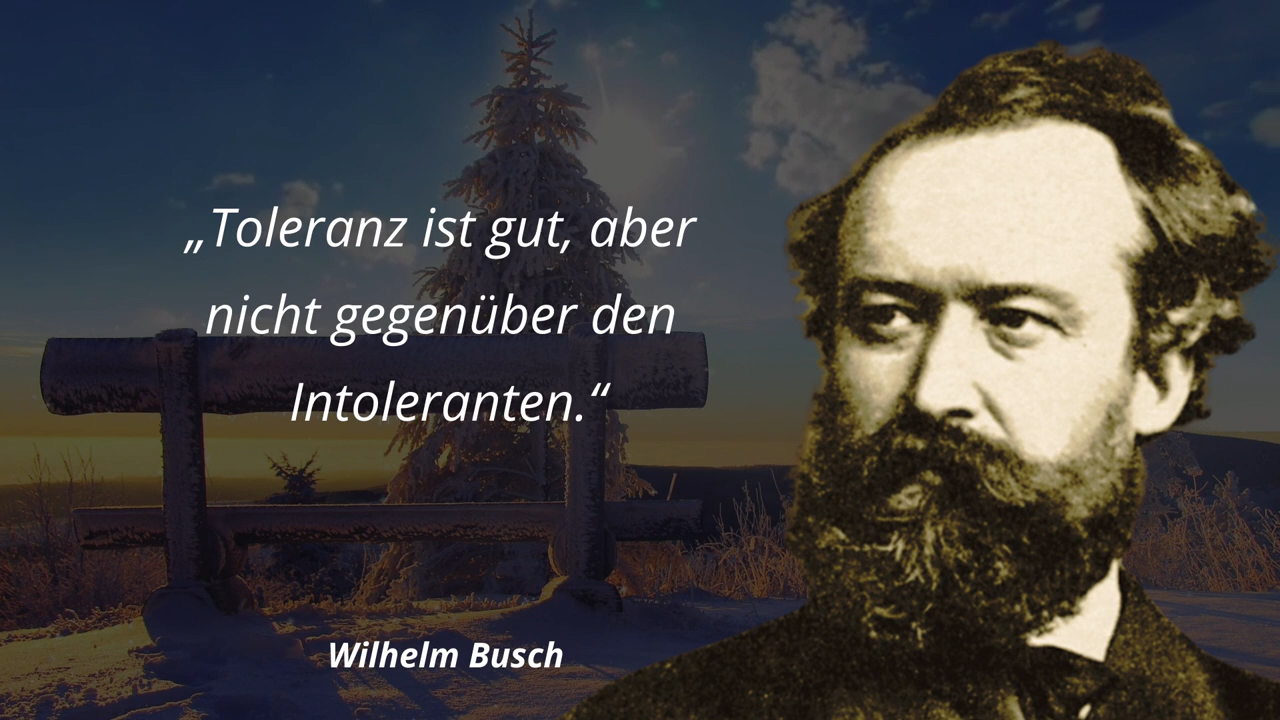 „Toleranz ist gut, aber
nicht gegenüber den
Intoleranten.“
Wilhelm Busch